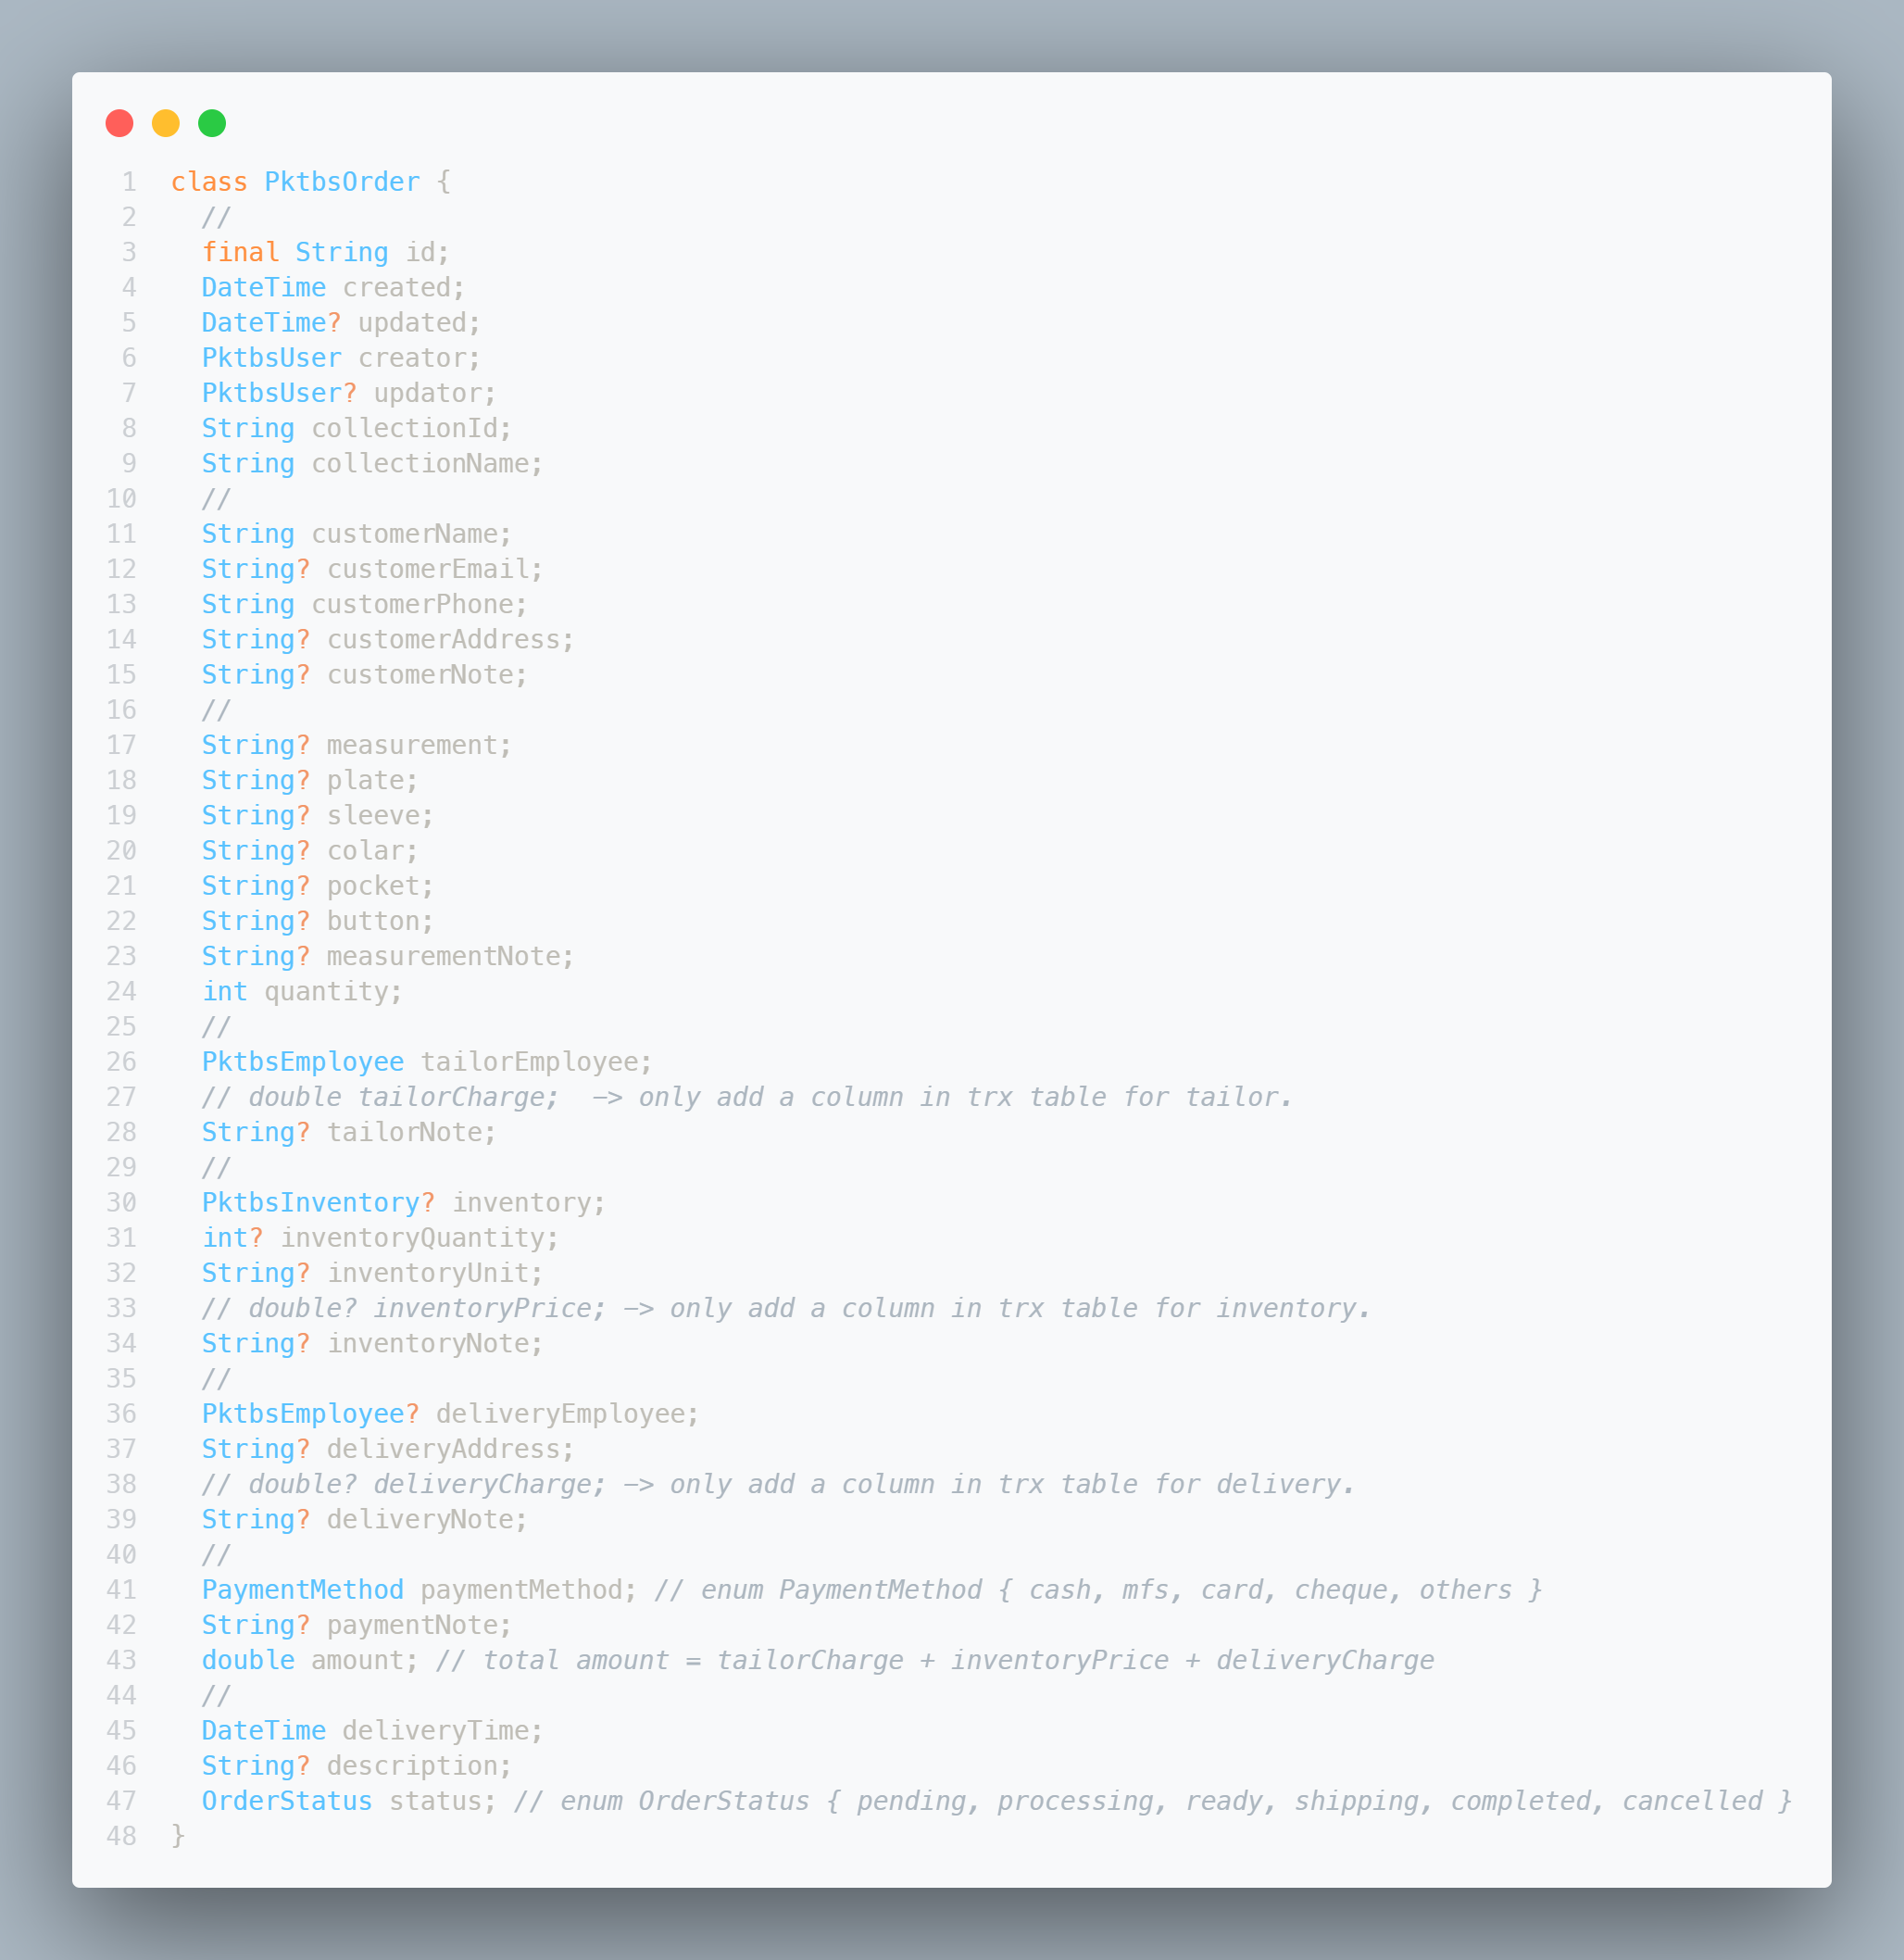 1 class PktbsOrder {
2 //
3 final String id;
4 DateTime created;
5 DateTime? updated;
6 PktbsUser creator;
7 PktbsUser? updator;
8 String collectionId;
9 String collectionName;
10 //
11 String customerName;
12 String? customerEmail;
13 String customerPhone;
14 String? customerAddress;
15 String? customerNote;
16 //
17 String? measurement;
18 String? plate;
19 String? sleeve;
20 String? colar;
21 String? pocket;
22 String? button;
23 String? measurementNote;
24 int quantity;
25 //
26 PktbsEmployee tailorEmployee;
27 // double tailorCharge;  —> only add a column in trx table for tailor.
28 String? tailorNote;
29 //
30 PktbsInventory? inventory;
31 int? inventoryQuantity;
32 String? inventoryUnit;
33 // double? inventoryPrice; —> only add a column in trx table for inventory.
34 String? inventoryNote;
35 //
36 PktbsEmployee? deliveryEmployee;
37 String? deliveryAddress;
38 // double? deliveryCharge; —> only add a column in trx table for delivery.
39 String? deliveryNote;
40 //
41 PaymentMethod paymentMethod; // enum PaymentMethod { cash, mfs, card, cheque, others }
42 String? paymentNote;
43 double amount; // total amount = tailorCharge + inventoryPrice + deliveryCharge
44 //
45 DateTime deliveryTime;
46 String? description;
47 OrderStatus status; // enum OrderStatus { pending, processing, ready, shipping, completed, cancelled }
48 }